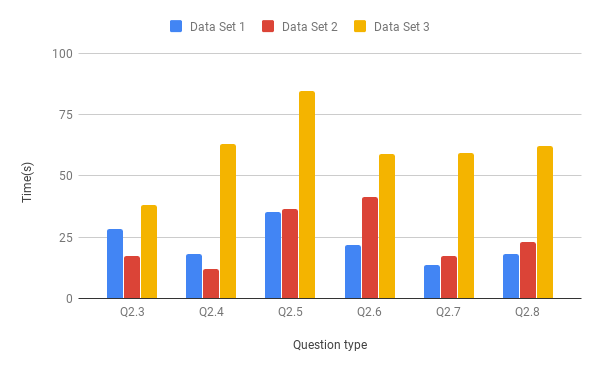 Data Set 1 Data Set 2 Data Set 3
100
75
50
25
0
Time(s)
Q2.3 Q2.4 Q2.5 Q2.6 Q2.7 Q2.8
Question type